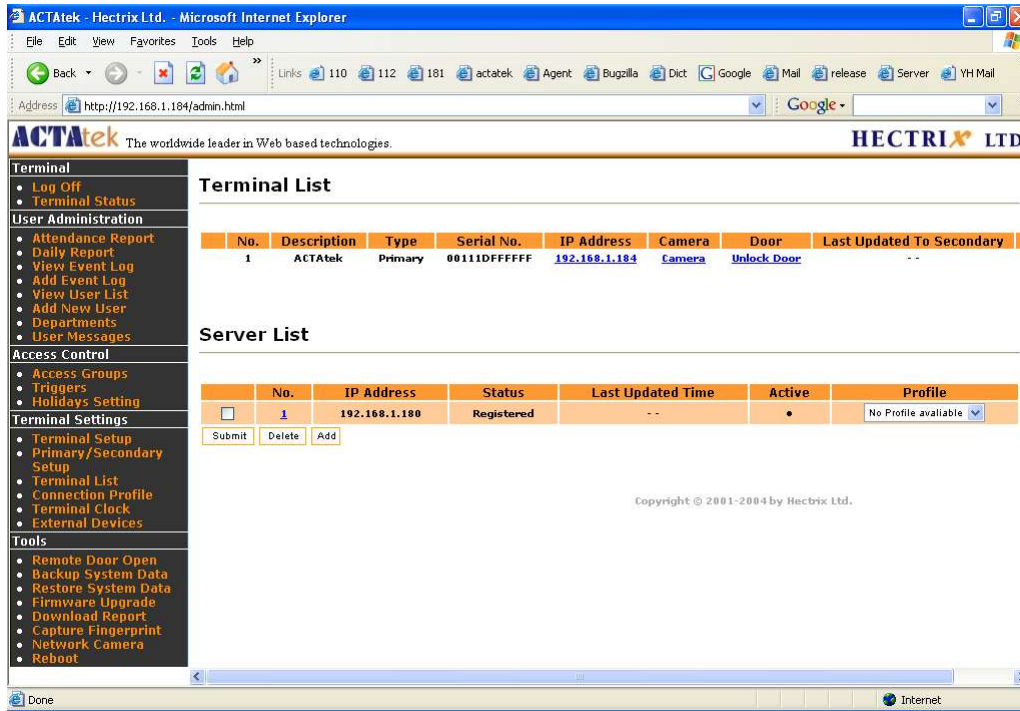 ACTAtek - Hectrix Ltd. - Microsoft Internet Explorer
File Edit View Favorites Tools Help
Back » Links 110 112 181 actatek Agent Bugzilla Dict Google Mail release Server YH Mail
Address http://192.168.1.184/admin.html Google
ACTAtek The worldwide leader in Web based technologies. HECTRIX LTD
Terminal
Log Off
Terminal Status
User Administration
Attendance Report
Daily Report
View Event Log
Add Event Log
View User List
Add New User
Departments
User Messages
Access Control
Access Groups
Triggers
Holidays Setting
Terminal Settings
Terminal Setup
Primary/Secondary
Setup
Terminal List
Connection Profile
Terminal Clock
External Devices
Tools
Remote Door Open
Backup System Data
Restore System Data
Firmware Upgrade
Download Report
Capture Fingerprint
Network Camera
Reboot
Terminal List
No. Description Type Serial No. IP Address Camera Door Last Updated To Secondary
1 ACTAtek Primary 00111DFFFFFF 192.168.1.184 Camera Unlock Door - -
Server List
No. IP Address Status Last Updated Time Active Profile
1 192.168.1.180 Registered - - • No Profile avaliable
Submit Delete Add
Copyright © 2001-2004 by Hectrix Ltd.
Done Internet